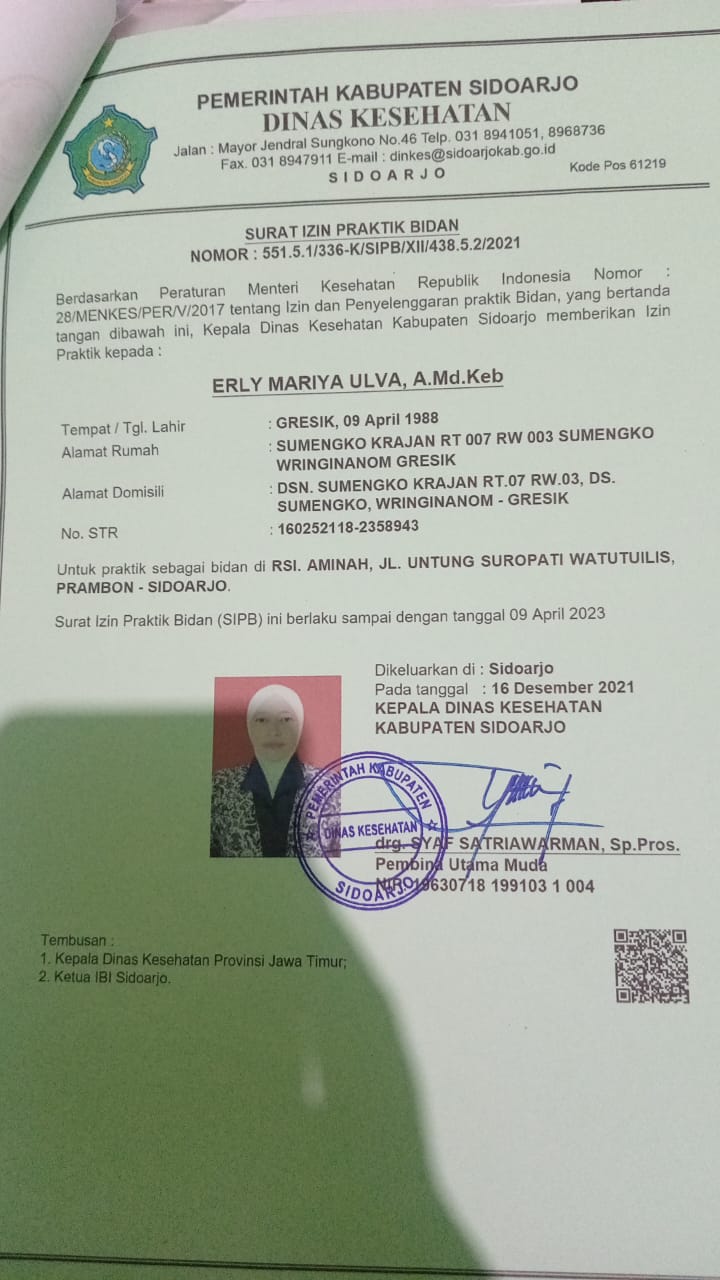 PEMERINTAH KABUPATEN SIDOARJO
DINAS KESEHATAN
Jalan : Mayor Jendral Sungkono No.46 Telp. 031 8941051, 8968736
Fax. 031 8947911 E-mail : dinkes@sidoarjokab.go.id
SIDOARJO
Kode Pos 61219
SURAT IZIN PRAKTIK BIDAN
NOMOR : 551.5.1/336-K/SIPB/XII/438.5.2/2021
Berdasarkan Peraturan Menteri Kesehatan Republik Indonesia Nomor :
28/MENKES/PER/V/2017 tentang Izin dan Penyelenggaran praktik Bidan, yang bertanda
tangan dibawah ini, Kepala Dinas Kesehatan Kabupaten Sidoarjo memberikan Izin
Praktik kepada :
ERLY MARIYA ULVA, A.Md.Keb
Tempat / Tgl. Lahir : GRESIK, 09 April 1988
Alamat Rumah : SUMENGKO KRAJAN RT 007 RW 003 SUMENGKO
WRINGINANOM GRESIK
Alamat Domisili : DSN. SUMENGKO KRAJAN RT.07 RW.03, DS.
SUMENGKO, WRINGINANOM - GRESIK
No. STR : 160252118-2358943
Untuk praktik sebagai bidan di RSI. AMINAH, JL. UNTUNG SUROPATI WATUTUILIS,
PRAMBON - SIDOARJO.
Surat Izin Praktik Bidan (SIPB) ini berlaku sampai dengan tanggal 09 April 2023
Dikeluarkan di : Sidoarjo
Pada tanggal : 16 Desember 2021
KEPALA DINAS KESEHATAN
KABUPATEN SIDOARJO
PEMERINTAH KABUPATEN
DINAS KESEHATAN
SIDOARJO
drg. SYAF SATRIAWARMAN, Sp.Pros.
Pembina Utama Muda
19630718 199103 1 004
Tembusan :
1. Kepala Dinas Kesehatan Provinsi Jawa Timur;
2. Ketua IBI Sidoarjo.